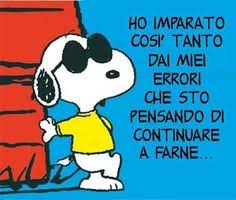 HO IMPARATO
COSI' TANTO
DAI MIEI
ERRORI
CHE STO
PENSANDO DI
CONTINUARE
A FARNE...